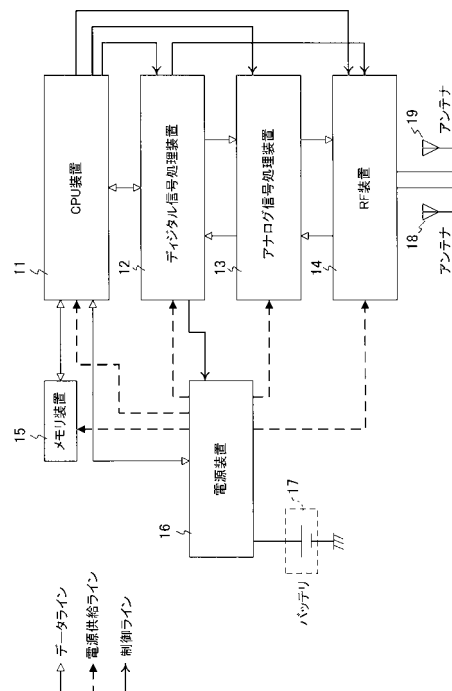 データライン
電源供給ライン
制御ライン
15
メモリ装置
11
CPU装置
12
ディジタル信号処理装置
13
アナログ信号処理装置
14
RF装置
16
電源装置
17
バッテリ
18
アンテナ
19
アンテナ